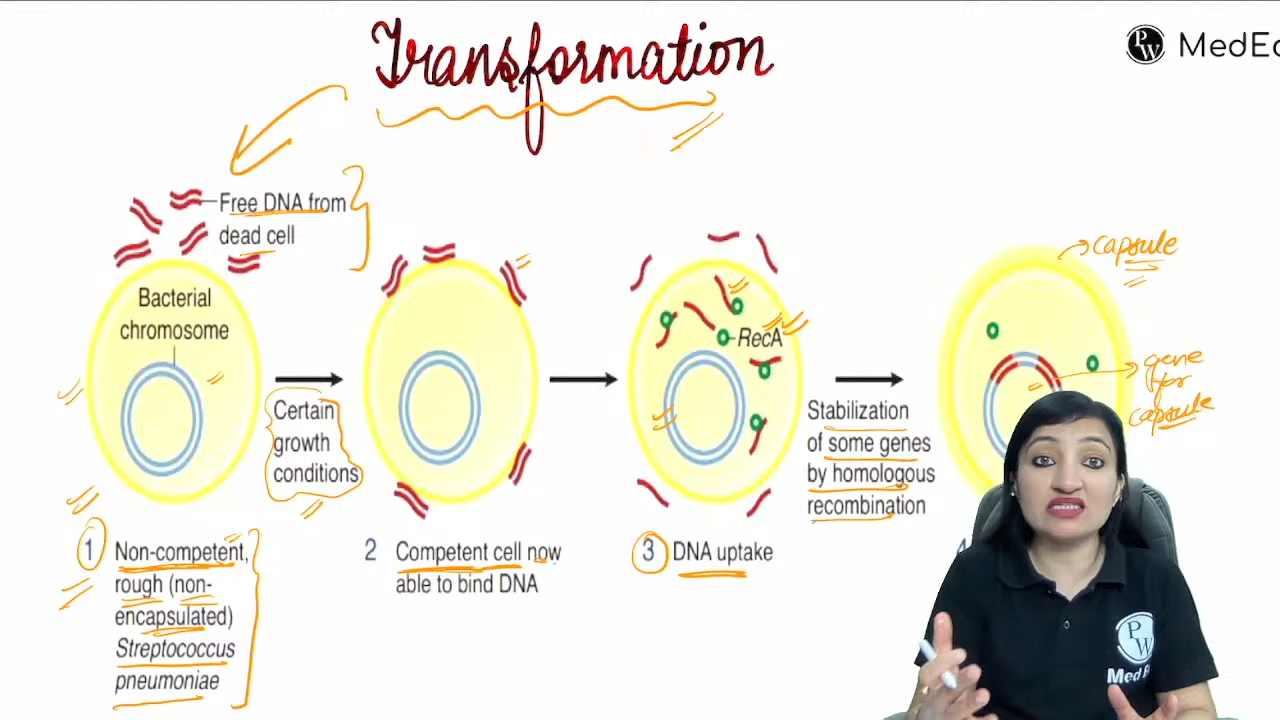 Transformation
PW MedEd
Free DNA from
dead cell
Bacterial
chromosome
Certain
growth
conditions
RecA
Stabilization
of some genes
by homologous
recombination
capsule
gene
for
capsule
1 Non-competent,
rough (non-
encapsulated)
Streptococcus
pneumoniae
2 Competent cell now
able to bind DNA
3 DNA uptake
PW
Med Ed